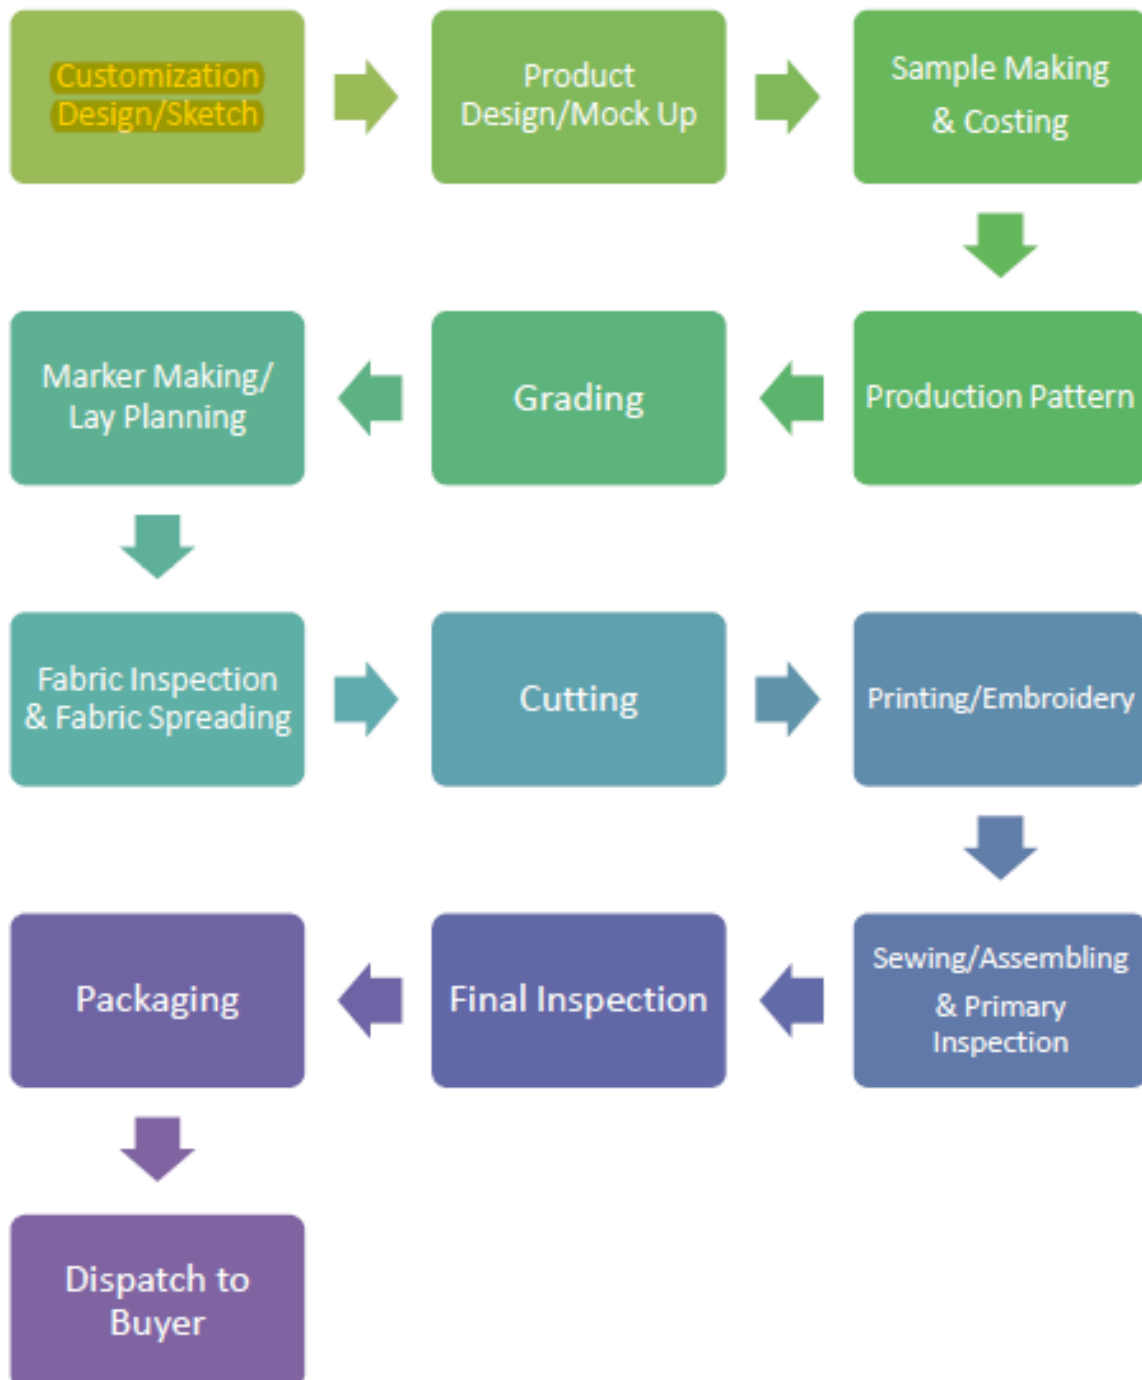 Customization
Design/Sketch
Product
Design/Mock Up
Sample Making
& Costing
Production Pattern
Grading
Marker Making/
Lay Planning
Fabric Inspection
& Fabric Spreading
Cutting
Printing/Embroidery
Sewing/Assembling
& Primary
Inspection
Final Inspection
Packaging
Dispatch to
Buyer